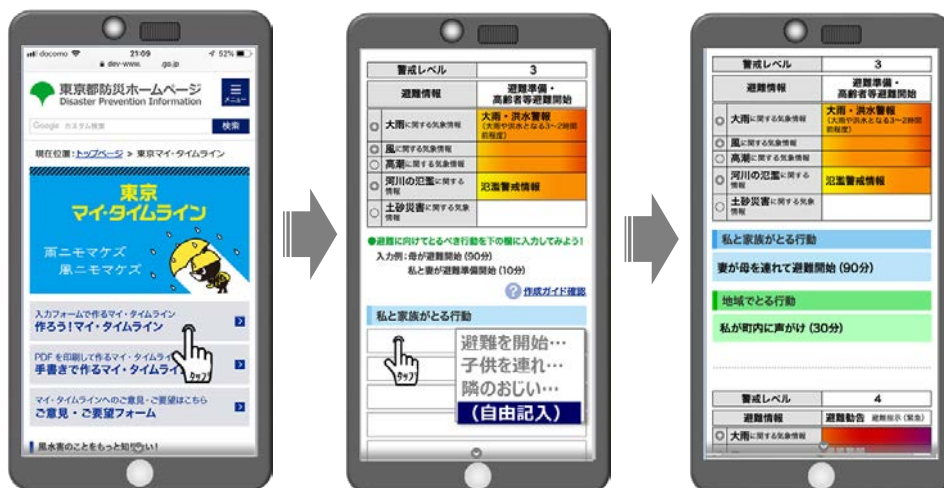 docomo 21:09 52%
dev-www. .go.jp
東京都防災ホームページ
Disaster Prevention Information
メニュー
Google カスタム検索 検索
現在位置:トップページ > 東京マイ・タイムライン
東京
マイ・タイムライン
雨ニモマケズ
風ニモマケズ
入力フォームで作るマイ・タイムライン
作ろう!マイ・タイムライン
PDFを印刷して作るマイ・タイムライ
手書きで作るマイ・タイムライ
タップ
マイ・タイムラインへのご意見・ご要望はこちら
ご意見・ご要望フォーム
風水害のことをもっと知りたい!
警戒レベル 3
避難情報 避難準備・
高齢者等避難開始
◎ 大雨に関する気象情報 大雨・洪水警報
(大雨や洪水となる3~2時間
前程度)
◎ 風に関する気象情報
○ 高潮に関する気象情報
◎ 河川の氾濫に関する
情報 氾濫警戒情報
○ 土砂災害に関する気象
情報
●避難に向けてとるべき行動を下の欄に入力してみよう!
入力例:母が避難開始(90分)
私と妻が避難準備開始(10分)
? 作成ガイド確認
私と家族がとる行動
タップ
避難を開始…
子供を連れ…
隣のおじい…
(自由記入)
警戒レベル 3
避難情報 避難準備・
高齢者等避難開始
◎ 大雨に関する気象情報 大雨・洪水警報
(大雨や洪水となる3~2時間
前程度)
◎ 風に関する気象情報
○ 高潮に関する気象情報
◎ 河川の氾濫に関する
情報 氾濫警戒情報
○ 土砂災害に関する気象
情報
私と家族がとる行動
妻が母を連れて避難開始(90分)
地域でとる行動
私が町内に声がけ(30分)
警戒レベル 4
避難情報 避難勧告 避難指示(緊急)
◎ 大雨に関する気象情報